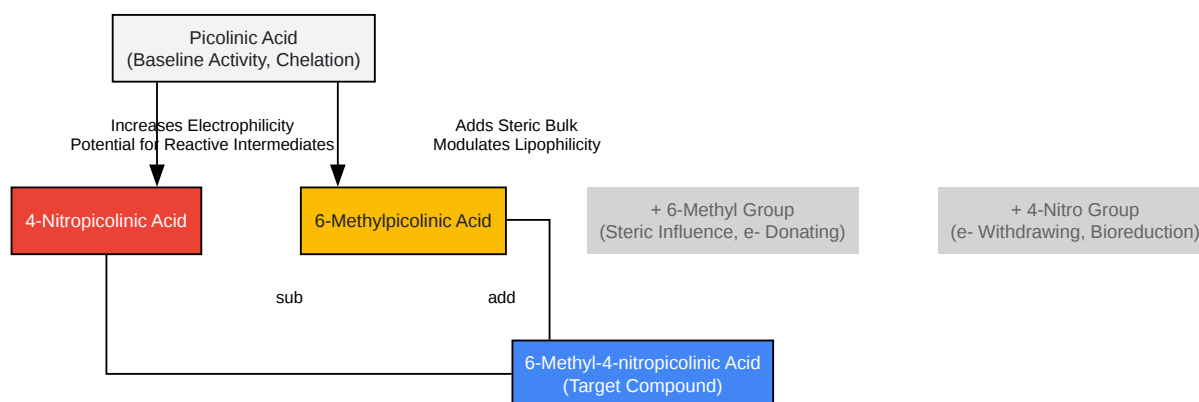 Picolinic Acid
(Baseline Activity, Chelation)
Increases Electrophilicity
Potential for Reactive Intermediates
Adds Steric Bulk
Modulates Lipophilicity
4-Nitropicolinic Acid
6-Methylpicolinic Acid
+ 6-Methyl Group
(Steric Influence, e- Donating)
+ 4-Nitro Group
(e- Withdrawing, Bioreduction)
sub
add
6-Methyl-4-nitropicolinic Acid
(Target Compound)